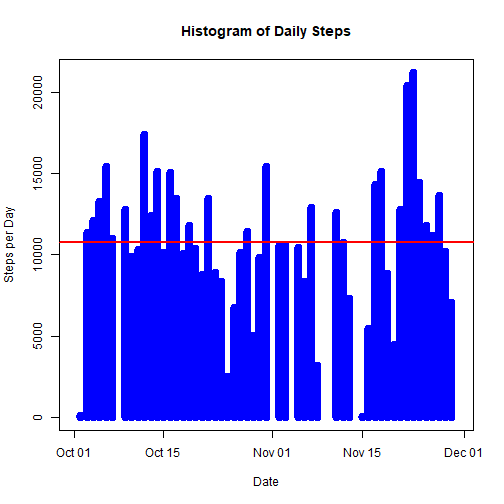 Histogram of Daily Steps
Steps per Day
20000
15000
10000
5000
0
Oct 01 Oct 15 Nov 01 Nov 15 Dec 01
Date